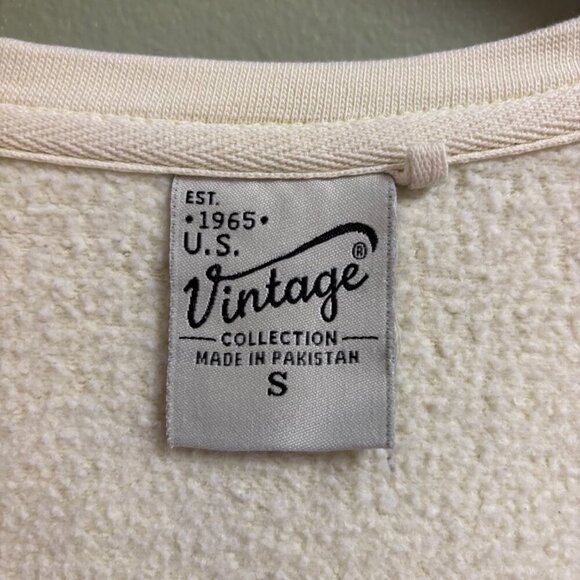 EST.
•1965•
U.S.
Vintage®
COLLECTION
MADE IN PAKISTAN
S